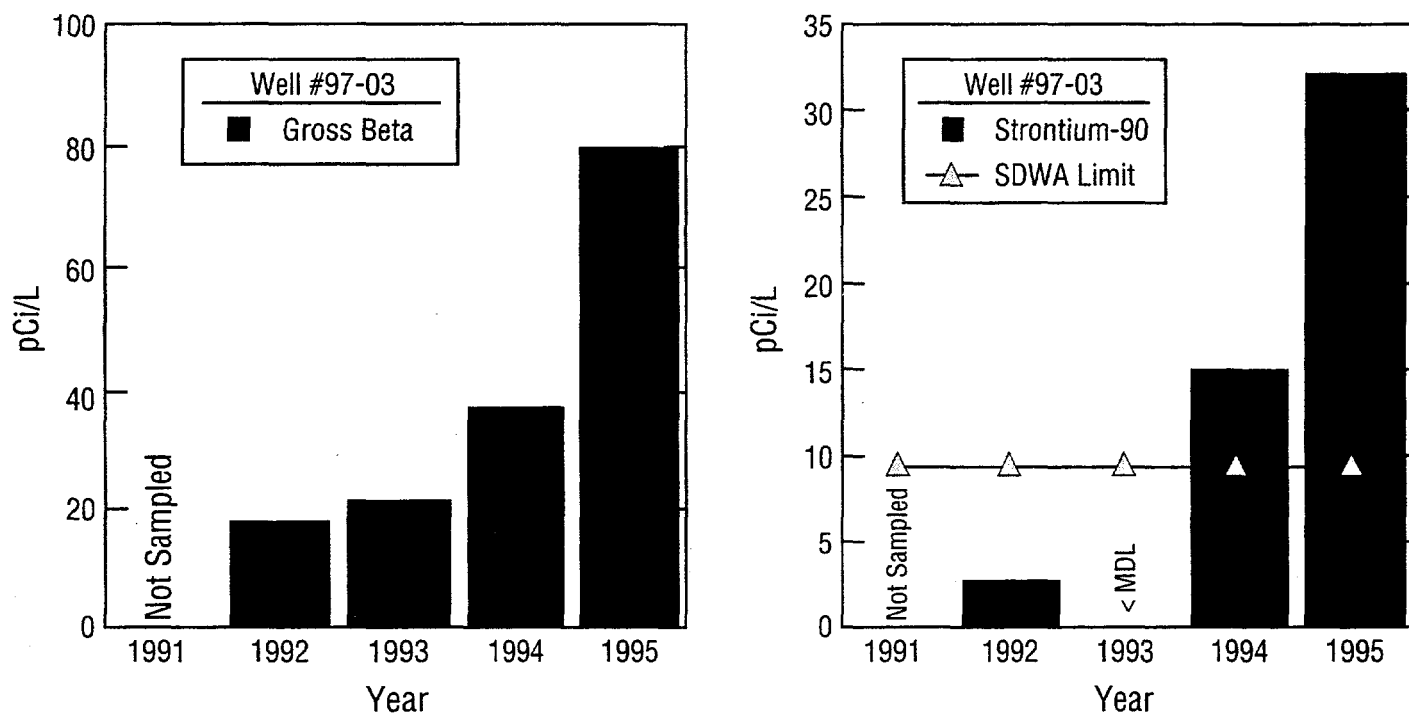 100
80
60
40
20
0
pCi/L
Well #97-03
Gross Beta
Not Sampled
1991 1992 1993 1994 1995
Year
35
30
25
20
15
10
5
0
pCi/L
Well #97-03
Strontium-90
SDWA Limit
Not Sampled
< MDL
1991 1992 1993 1994 1995
Year